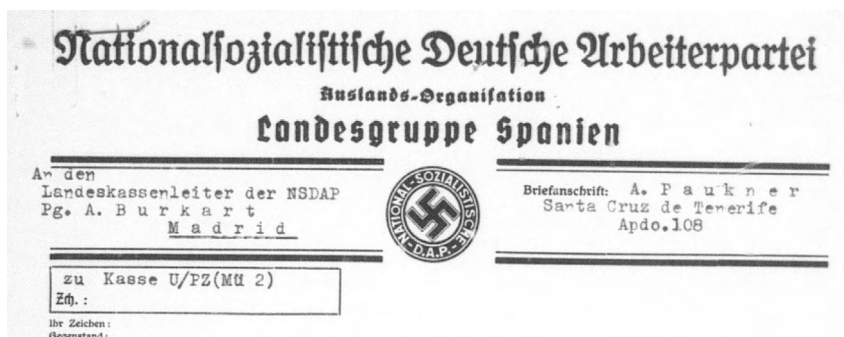 Nationalsozialistische Deutsche Arbeiterpartei
Auslands-Organisation
Landesgruppe Spanien
An den
Landeskassenleiter der NSDAP
Pg. A. B u r k a r t
M a d r i d
NATIONAL-SOZIALISTISCHE-
D.A.P.
Briefanschrift: A. P a u k n e r
Santa Cruz de Tenerife
Apdo.108
zu Kasse U/PZ(Mü 2)
Zch. :
Ihr Zeichen:
Gegenstand: